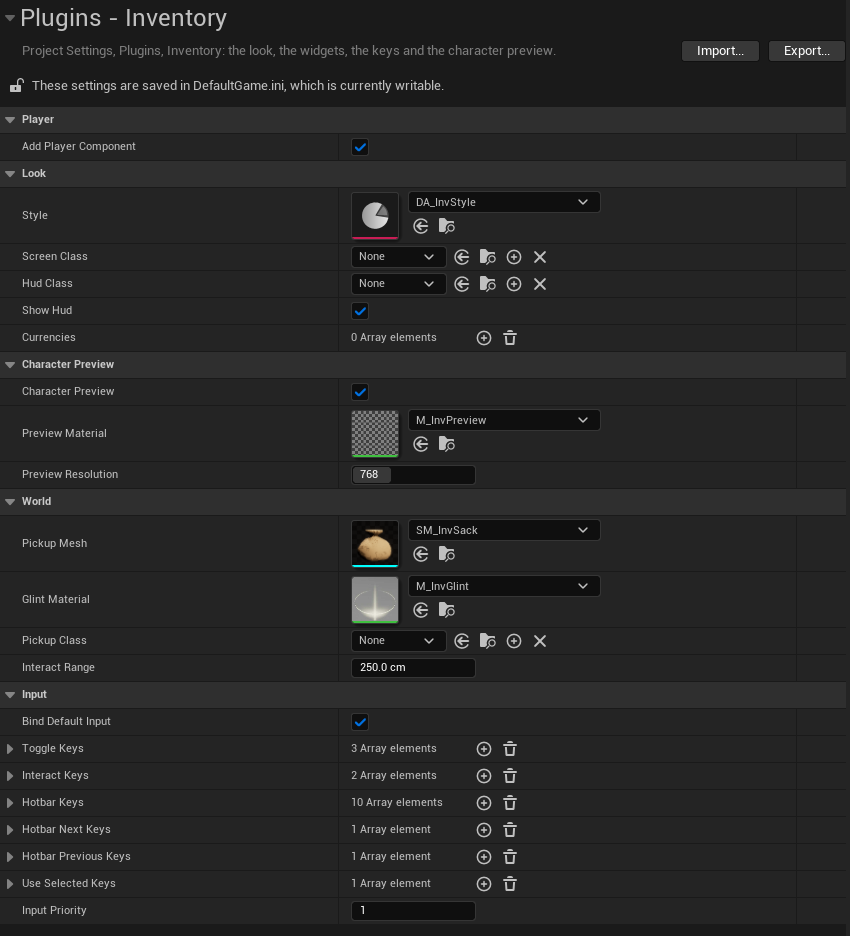 Plugins - Inventory
Project Settings, Plugins, Inventory: the look, the widgets, the keys and the character preview.
Import...
Export...
These settings are saved in DefaultGame.ini, which is currently writable.
Player
Add Player Component
Look
Style
DA_InvStyle
Screen Class
None
Hud Class
None
Show Hud
Currencies
0 Array elements
Character Preview
Character Preview
Preview Material
M_InvPreview
Preview Resolution
768
World
Pickup Mesh
SM_InvSack
Glint Material
M_InvGlint
Pickup Class
None
Interact Range
250.0 cm
Input
Bind Default Input
Toggle Keys
3 Array elements
Interact Keys
2 Array elements
Hotbar Keys
10 Array elements
Hotbar Next Keys
1 Array element
Hotbar Previous Keys
1 Array element
Use Selected Keys
1 Array element
Input Priority
1